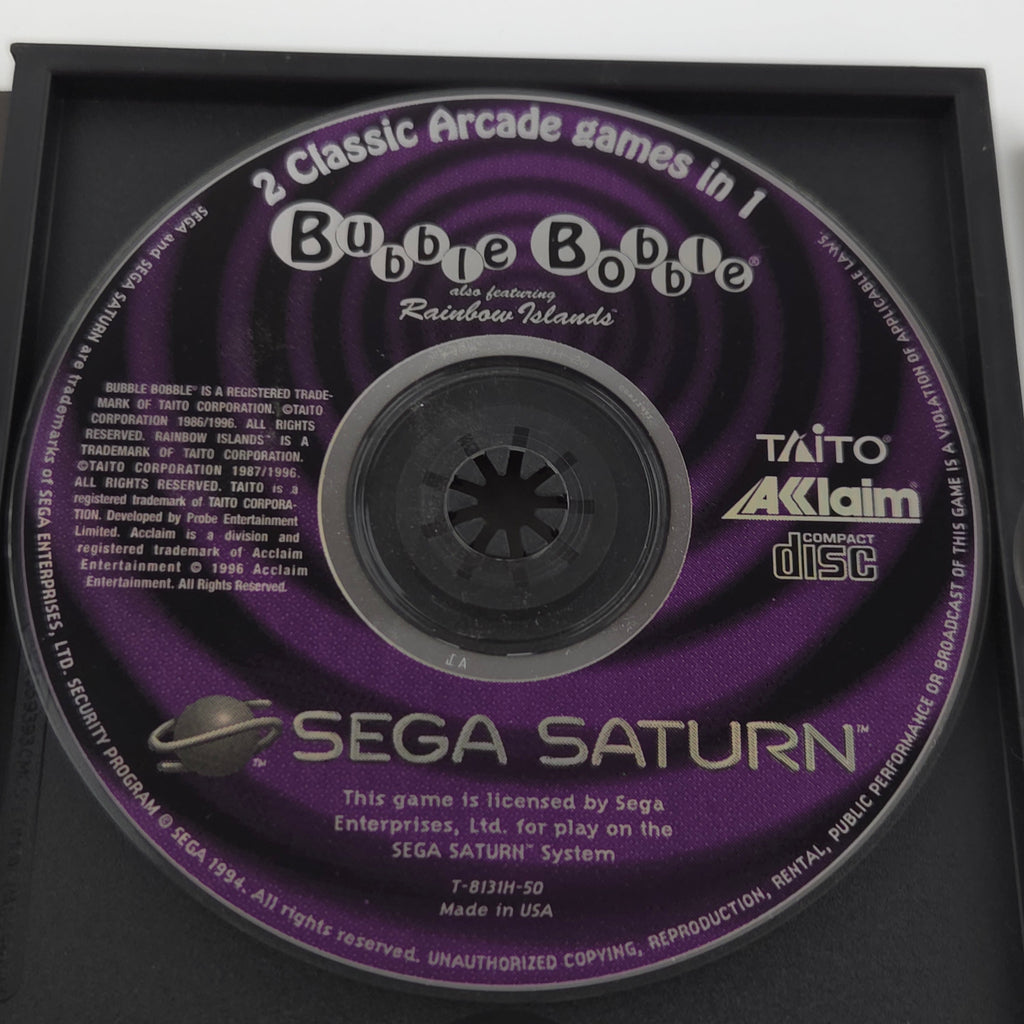 2 Classic Arcade games in 1
Bubble Bobble®
also featuring
Rainbow Islands™
BUBBLE BOBBLE® IS A REGISTERED TRADE-
MARK OF TAITO CORPORATION. ©TAITO
CORPORATION 1986/1996. ALL RIGHTS
RESERVED. RAINBOW ISLANDS™ IS A
TRADEMARK OF TAITO CORPORATION.
©TAITO CORPORATION 1987/1996.
ALL RIGHTS RESERVED. TAITO is a
registered trademark of TAITO CORPORA-
TION. Developed by Probe Entertainment
Limited. Acclaim is a division and
registered trademark of Acclaim
Entertainment © 1996 Acclaim
Entertainment. All Rights Reserved.
TAITO®
AKklaim®
COMPACT
disc
SEGA SATURN™
TM
This game is licensed by Sega
Enterprises, Ltd. for play on the
SEGA SATURN™ System
T-8131H-50
Made in USA
SEGA and SEGA SATURN are trademarks of SEGA ENTERPRISES, LTD. SECURITY PROGRAM © SEGA 1994. All rights reserved. UNAUTHORIZED COPYING, REPRODUCTION, RENTAL, PUBLIC PERFORMANCE OR BROADCAST OF THIS GAME IS A VIOLATION OF APPLICABLE LAWS.